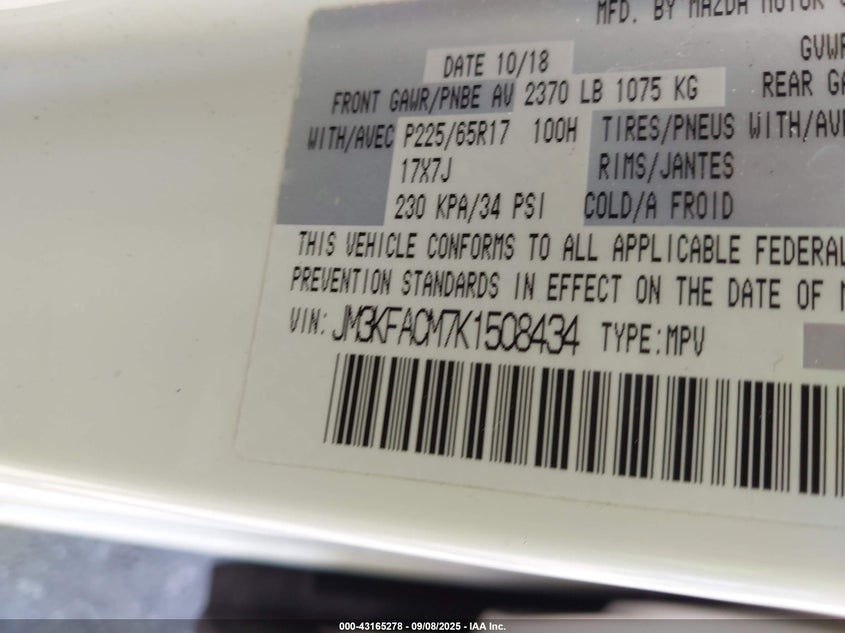 MFD. BY MAZDA MOTOR
DATE 10/18 GVWR
FRONT GAWR/PNBE AV 2370 LB 1075 KG REAR GA
WITH/AVEC P225/65R17 100H TIRES/PNEUS WITH/AVE
17X7J RIMS/JANTES
230 KPA/34 PSI COLD/A FROID
THIS VEHICLE CONFORMS TO ALL APPLICABLE FEDERAL
PREVENTION STANDARDS IN EFFECT ON THE DATE OF M
VIN: JM3KFACM7K1508434 TYPE:MPV
000-43165278 - 09/08/2025 - IAA Inc.